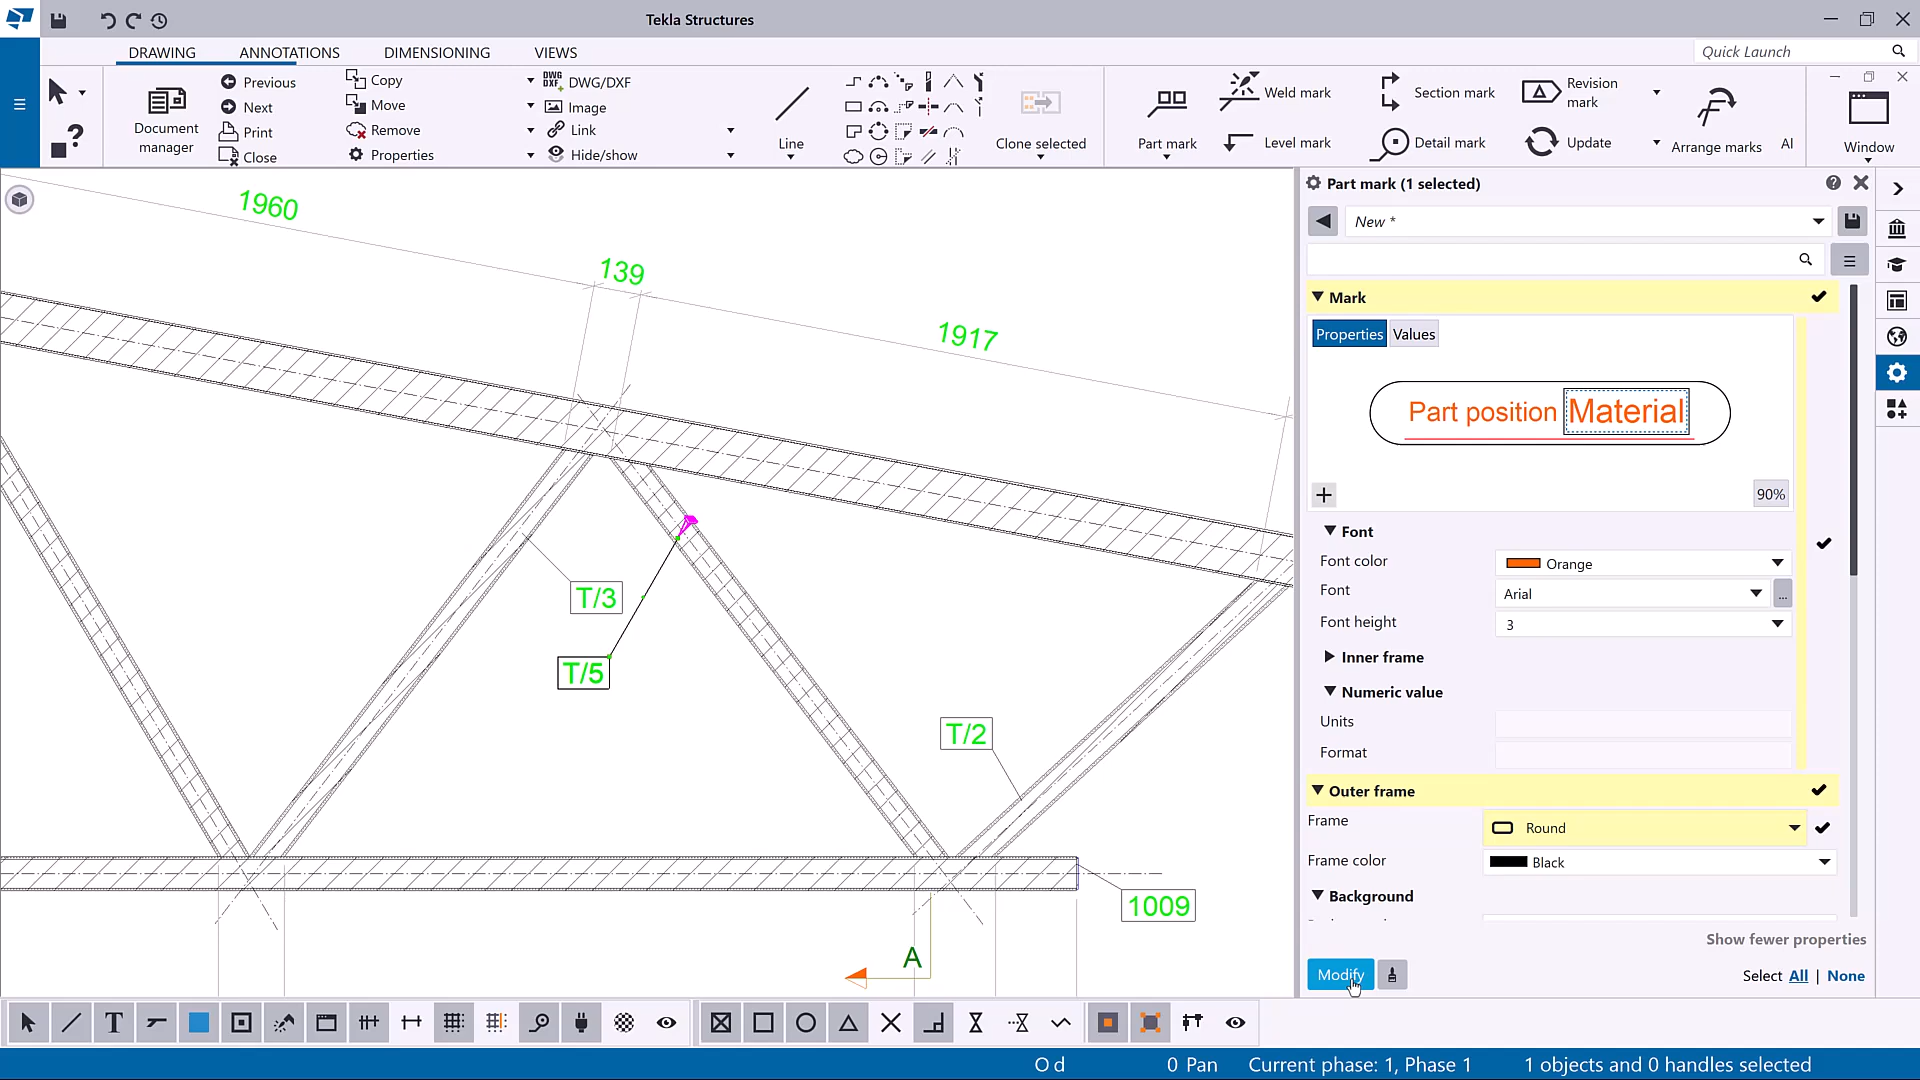 Tekla Structures
DRAWING
ANNOTATIONS
DIMENSIONING
VIEWS
Quick Launch
Document manager
Previous
Next
Print
Close
Copy
Move
Remove
Properties
DWG DXF
DWG/DXF
Image
Link
Hide/show
Line
Clone selected
Part mark
Weld mark
Level mark
Section mark
Detail mark
Revision mark
Update
Arrange marks
Al
Window
1960
139
1917
T/3
T/5
T/2
1009
A
Part mark (1 selected)
New *
Mark
Properties
Values
Part position Material
90%
Font
Font color
Orange
Font
Arial
...
Font height
3
Inner frame
Numeric value
Units
Format
Outer frame
Frame
Round
Frame color
Black
Background
Show fewer properties
Modify
Select All | None
O d
0 Pan
Current phase: 1, Phase 1
1 objects and 0 handles selected